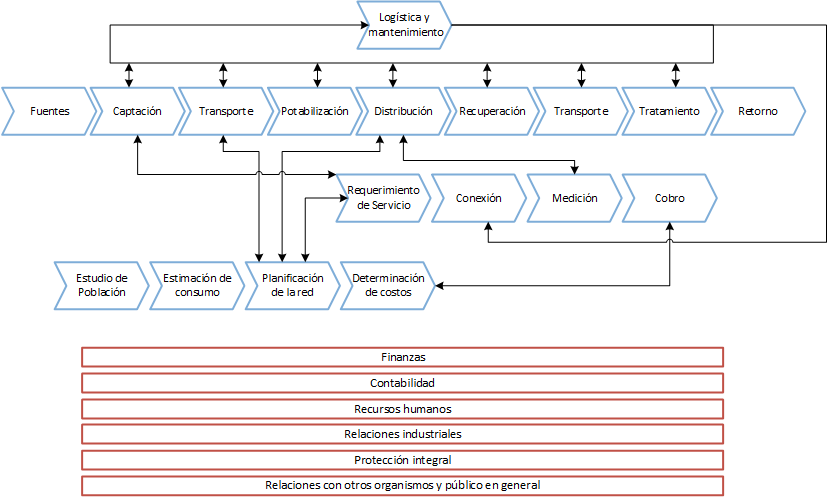 Logística y
mantenimiento
Fuentes
Captación
Transporte
Potabilización
Distribución
Recuperación
Transporte
Tratamiento
Retorno
Requerimiento
de Servicio
Conexión
Medición
Cobro
Estudio de
Población
Estimación de
consumo
Planificación
de la red
Determinación
de costos
Finanzas
Contabilidad
Recursos humanos
Relaciones industriales
Protección integral
Relaciones con otros organismos y público en general